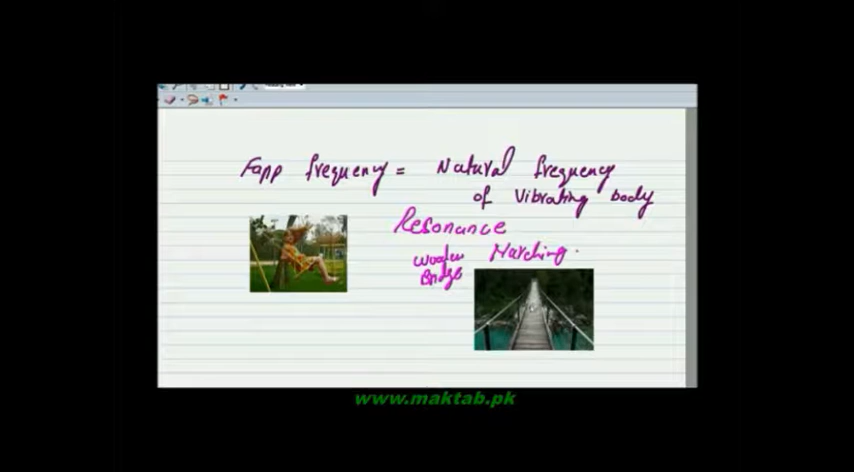 Fapp frequency = Natural frequency
of Vibrating body
Resonance
Wooden Marching
Bridge
www.maktab.pk